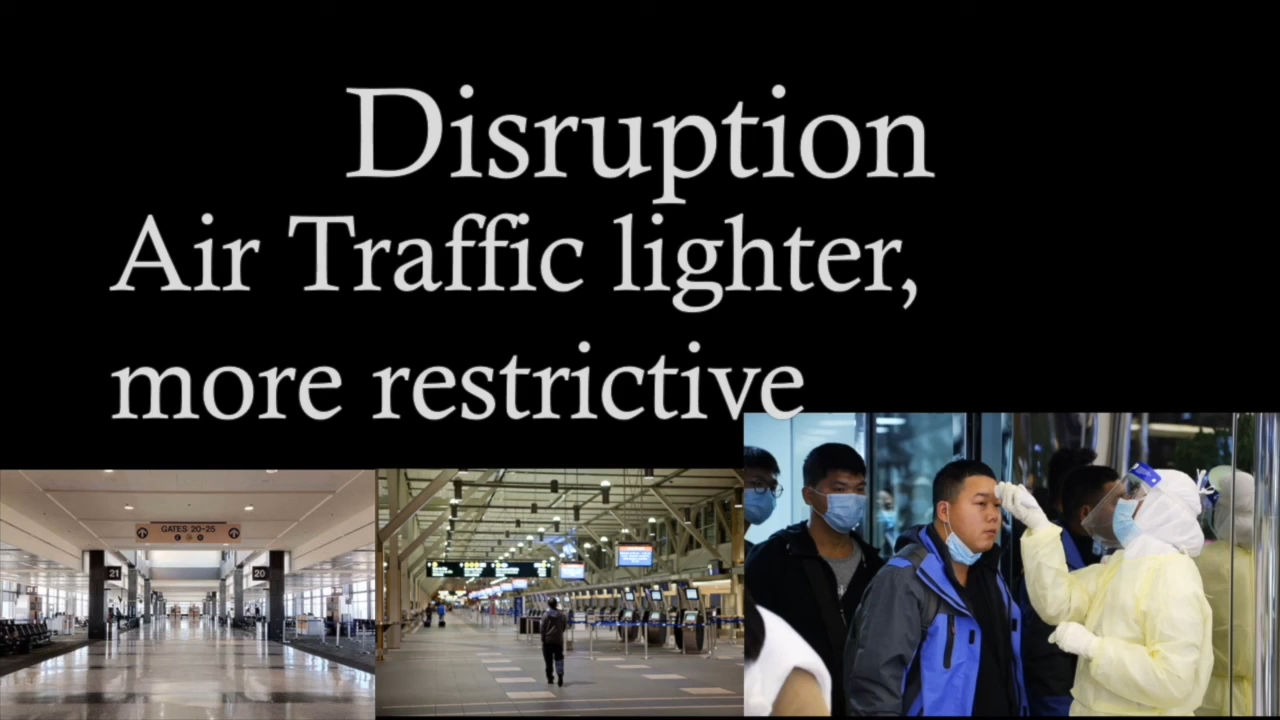 Disruption
Air Traffic lighter,
more restrictive
GATES 20-25
21
20